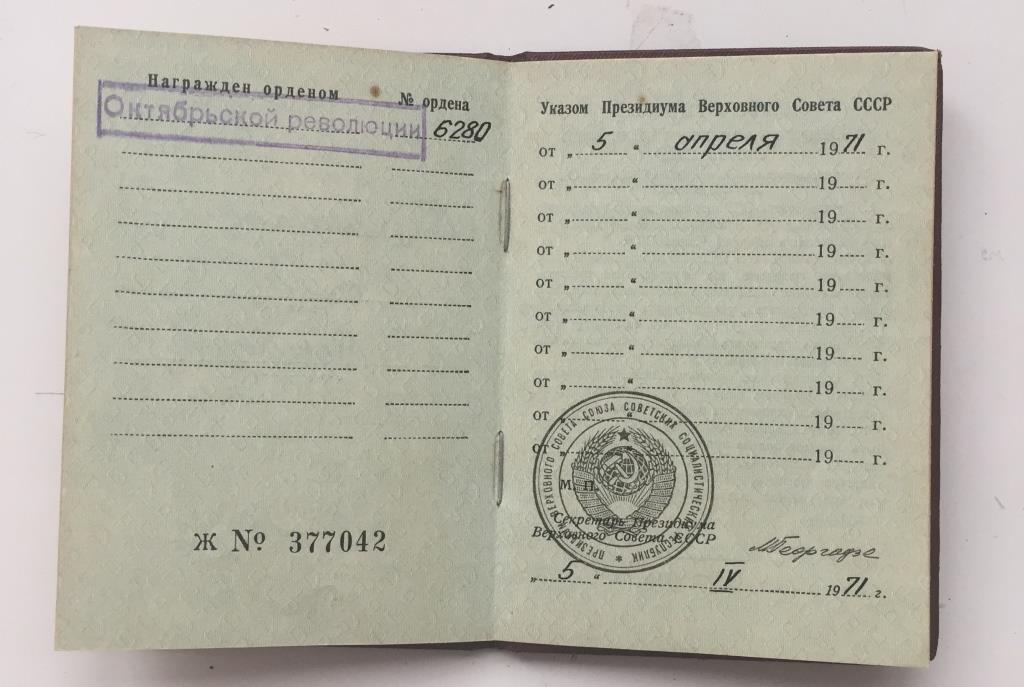 Награжден орденом № ордена
Октябрьской революции 6280
Ж № 377042
Указом Президиума Верховного Совета СССР
от „ 5 “ апреля 1971 г.
от „ “ 19 г.
от „ “ 19 г.
от „ “ 19 г.
от „ “ 19 г.
от „ “ 19 г.
от „ “ 19 г.
от „ “ 19 г.
от „ “ 19 г.
от „ “ 19 г.
ПРЕЗИДИУМ ВЕРХОВНОГО СОВЕТА СОЮЗА СОВЕТСКИХ СОЦИАЛИСТИЧЕСКИХ РЕСПУБЛИК
М. П.
Секретарь Президиума
Верховного Совета СССР
М Георгадзе
„ 5 “ IV 1971 г.